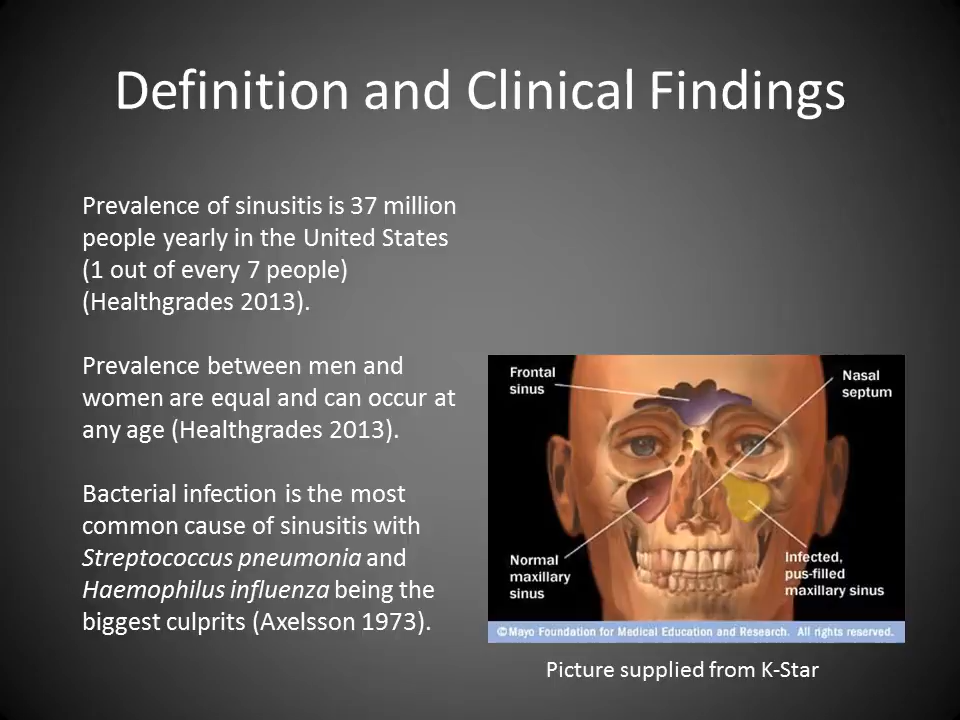 Definition and Clinical Findings
Prevalence of sinusitis is 37 million
people yearly in the United States
(1 out of every 7 people)
(Healthgrades 2013).
Prevalence between men and
women are equal and can occur at
any age (Healthgrades 2013).
Bacterial infection is the most
common cause of sinusitis with
Streptococcus pneumonia and
Haemophilus influenza being the
biggest culprits (Axelsson 1973).
Frontal
sinus
Nasal
septum
Normal
maxillary
sinus
Infected,
pus-filled
maxillary sinus
©Mayo Foundation for Medical Education and Research. All rights reserved.
Picture supplied from K-Star